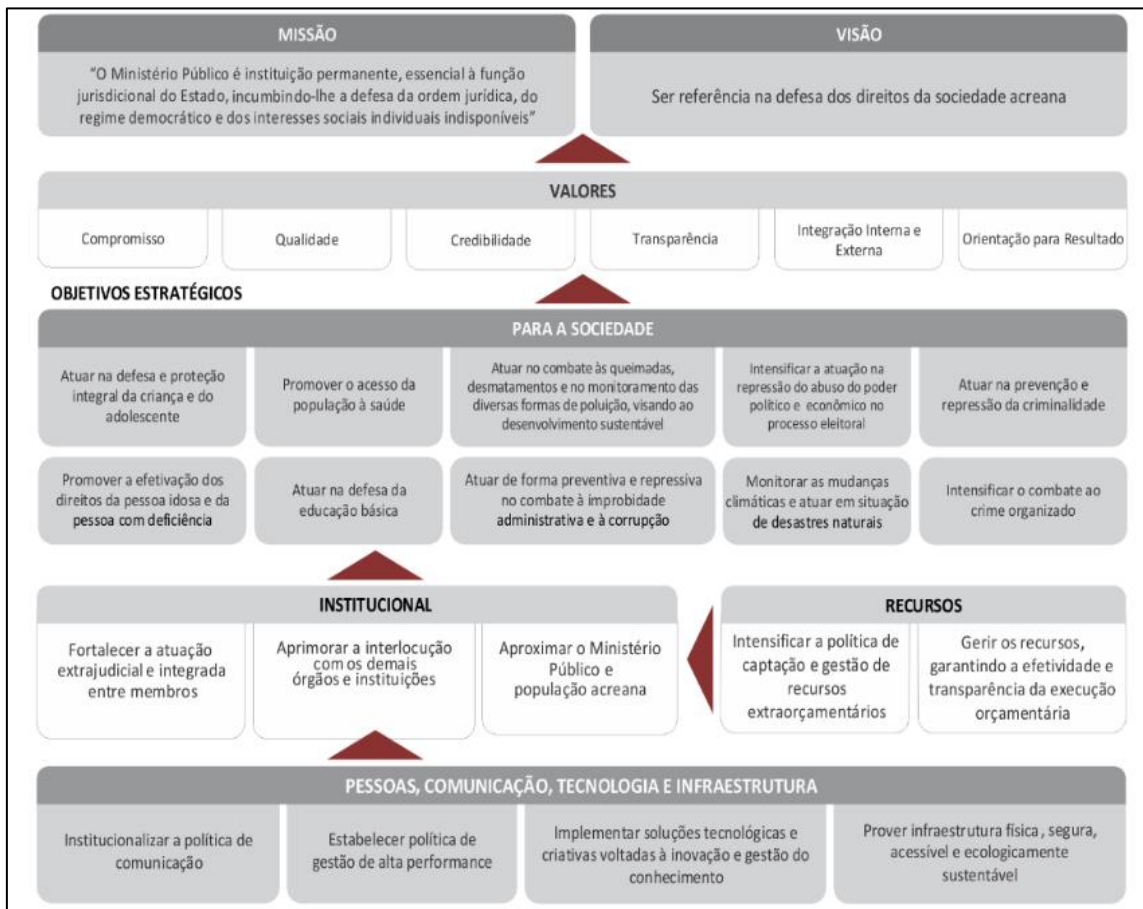 MISSÃO
"O Ministério Público é instituição permanente, essencial à função
jurisdicional do Estado, incumbindo-lhe a defesa da ordem jurídica, do
regime democrático e dos interesses sociais individuais indisponíveis"
VISÃO
Ser referência na defesa dos direitos da sociedade acreana
VALORES
Compromisso
Qualidade
Credibilidade
Transparência
Integração Interna e
Externa
Orientação para Resultado
OBJETIVOS ESTRATÉGICOS
PARA A SOCIEDADE
Atuar na defesa e proteção
integral da criança e do
adolescente
Promover o acesso da
população à saúde
Atuar no combate às queimadas,
desmatamentos e no monitoramento das
diversas formas de poluição, visando ao
desenvolvimento sustentável
Intensificar a atuação na
repressão do abuso do poder
político e econômico no
processo eleitoral
Atuar na prevenção e
repressão da criminalidade
Promover a efetivação dos
direitos da pessoa idosa e da
pessoa com deficiência
Atuar na defesa da
educação básica
Atuar de forma preventiva e repressiva
no combate à improbidade
administrativa e à corrupção
Monitorar as mudanças
climáticas e atuar em situação
de desastres naturais
Intensificar o combate ao
crime organizado
INSTITUCIONAL
Fortalecer a atuação
extrajudicial e integrada
entre membros
Aprimorar a interlocução
com os demais
órgãos e instituições
Aproximar o Ministério
Público e
população acreana
RECURSOS
Intensificar a política de
captação e gestão de
recursos
extraorçamentários
Gerir os recursos,
garantindo a efetividade e
transparência da execução
orçamentária
PESSOAS, COMUNICAÇÃO, TECNOLOGIA E INFRAESTRUTURA
Institucionalizar a política de
comunicação
Estabelecer política de
gestão de alta performance
Implementar soluções tecnológicas e
criativas voltadas à inovação e gestão do
conhecimento
Prover infraestrutura física, segura,
acessível e ecologicamente
sustentável